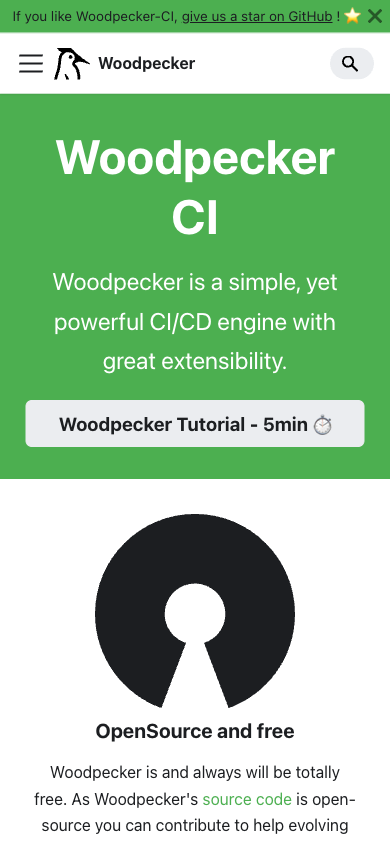 If you like Woodpecker-CI, give us a star on GitHub ! ⭐
Woodpecker
Woodpecker
CI
Woodpecker is a simple, yet
powerful CI/CD engine with
great extensibility.
Woodpecker Tutorial - 5min ⏱️
OpenSource and free
Woodpecker is and always will be totally
free. As Woodpecker's source code is open-
source you can contribute to help evolving